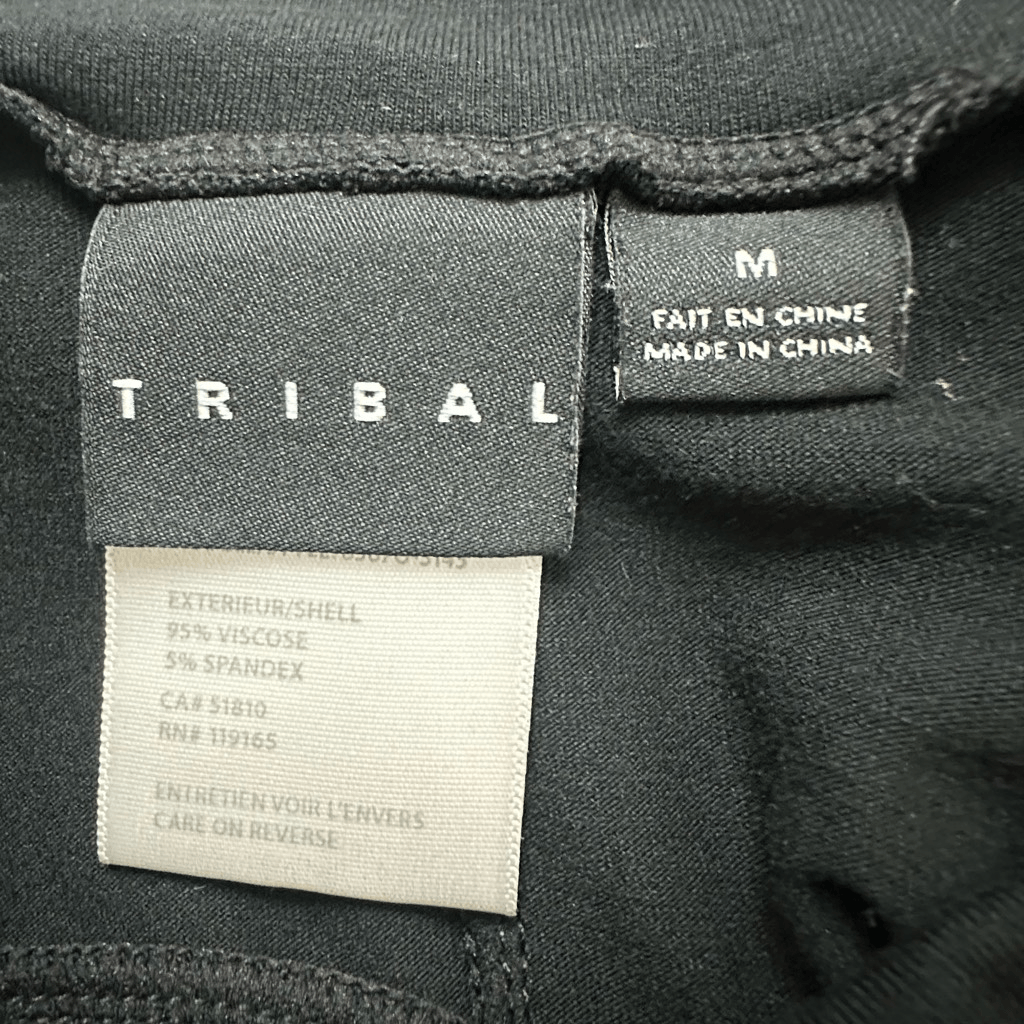 TRIBAL
M
FAIT EN CHINE
MADE IN CHINA
EXTERIEUR/SHELL
95% VISCOSE
5% SPANDEX
CA# 51810
RN# 119165
ENTRETIEN VOIR L'ENVERS
CARE ON REVERSE